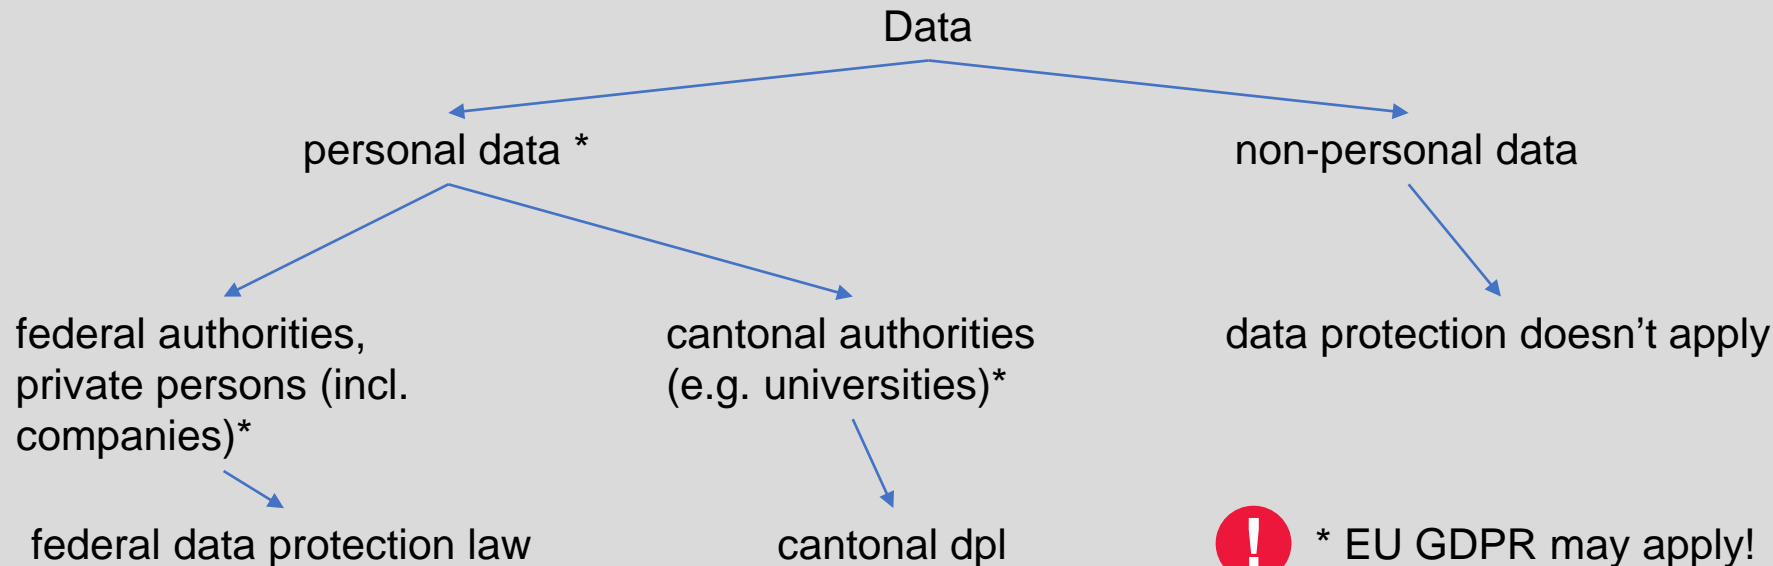 Data
personal data *
non-personal data
federal authorities,
private persons (incl.
companies)*
cantonal authorities
(e.g. universities)*
data protection doesn’t apply
federal data protection law
cantonal dpl
! * EU GDPR may apply!